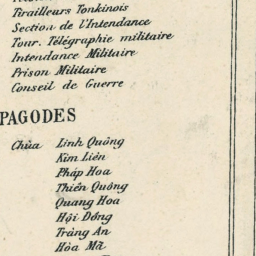 Tirailleurs Tonkinois
Section de l'Intendance
Tour. Télégraphie militaire
Intendance Militaire
Prison Militaire
Conseil de Guerre
PAGODES
Chùa Linh Quông
Kim Liên
Pháp Hoa
Thiên Quông
Quang Hoa
Hội Đồng
Tràng An
Hòa Mã